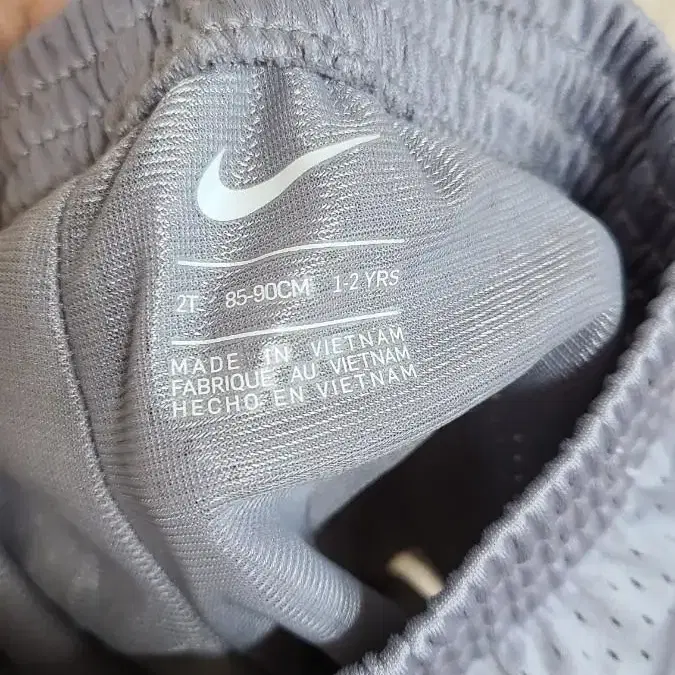 2T 85-90CM 1-2 YRS
MADE IN VIETNAM
FABRIQUE AU VIETNAM
HECHO EN VIETNAM